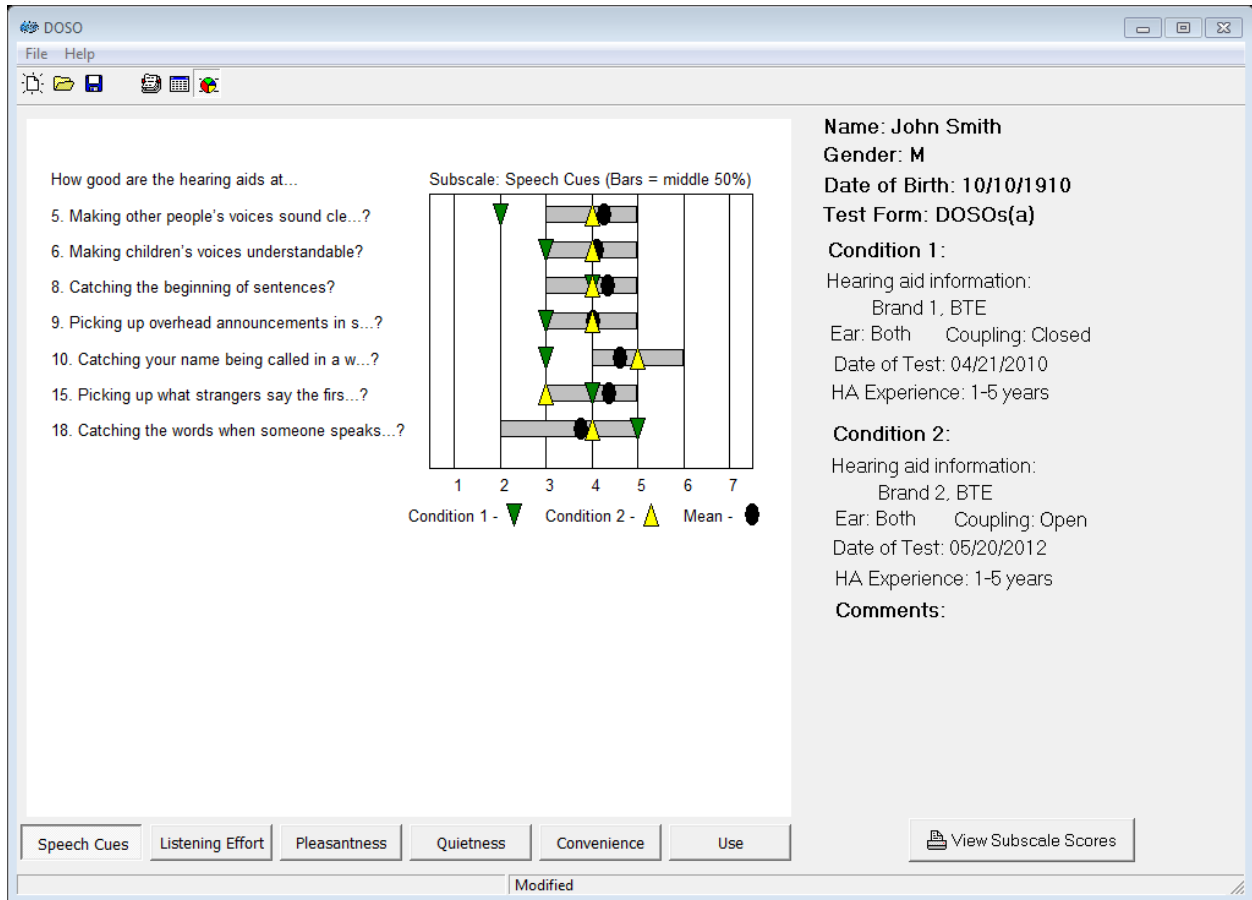 DOSO
File Help
How good are the hearing aids at...
Subscale: Speech Cues (Bars = middle 50%)
5. Making other people's voices sound cle...?
6. Making children's voices understandable?
8. Catching the beginning of sentences?
9. Picking up overhead announcements in s...?
10. Catching your name being called in a w...?
15. Picking up what strangers say the firs...?
18. Catching the words when someone speaks...?
1 2 3 4 5 6 7
Condition 1 - Condition 2 - Mean -
Name: John Smith
Gender: M
Date of Birth: 10/10/1910
Test Form: DOSOs(a)
Condition 1:
Hearing aid information:
Brand 1, BTE
Ear: Both Coupling: Closed
Date of Test: 04/21/2010
HA Experience: 1-5 years
Condition 2:
Hearing aid information:
Brand 2, BTE
Ear: Both Coupling: Open
Date of Test: 05/20/2012
HA Experience: 1-5 years
Comments:
Speech Cues Listening Effort Pleasantness Quietness Convenience Use
View Subscale Scores
Modified